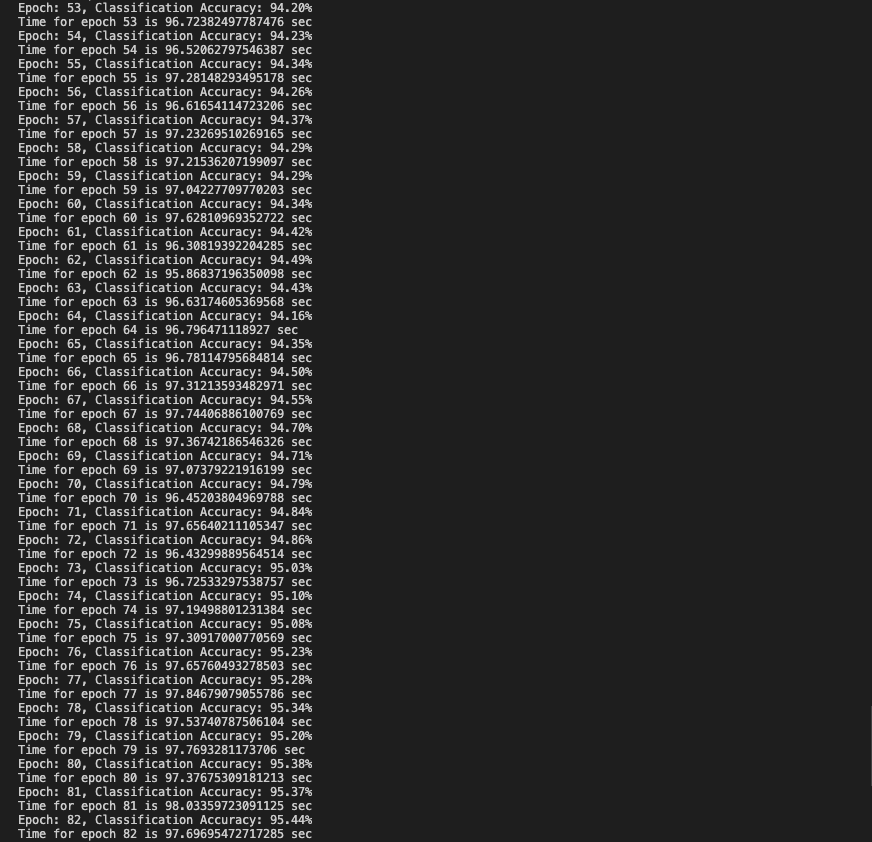 Epoch: 53, Classification Accuracy: 94.20%
Time for epoch 53 is 96.72382497787476 sec
Epoch: 54, Classification Accuracy: 94.23%
Time for epoch 54 is 96.52062797546387 sec
Epoch: 55, Classification Accuracy: 94.34%
Time for epoch 55 is 97.28148293495178 sec
Epoch: 56, Classification Accuracy: 94.26%
Time for epoch 56 is 96.61654114723206 sec
Epoch: 57, Classification Accuracy: 94.37%
Time for epoch 57 is 97.23269510269165 sec
Epoch: 58, Classification Accuracy: 94.29%
Time for epoch 58 is 97.21536207199097 sec
Epoch: 59, Classification Accuracy: 94.29%
Time for epoch 59 is 97.04227709770203 sec
Epoch: 60, Classification Accuracy: 94.34%
Time for epoch 60 is 97.62810969352722 sec
Epoch: 61, Classification Accuracy: 94.42%
Time for epoch 61 is 96.30819392204285 sec
Epoch: 62, Classification Accuracy: 94.49%
Time for epoch 62 is 95.86837196350098 sec
Epoch: 63, Classification Accuracy: 94.43%
Time for epoch 63 is 96.63174605369568 sec
Epoch: 64, Classification Accuracy: 94.16%
Time for epoch 64 is 96.796471118927 sec
Epoch: 65, Classification Accuracy: 94.35%
Time for epoch 65 is 96.78114795684814 sec
Epoch: 66, Classification Accuracy: 94.50%
Time for epoch 66 is 97.31213593482971 sec
Epoch: 67, Classification Accuracy: 94.55%
Time for epoch 67 is 97.74406886100769 sec
Epoch: 68, Classification Accuracy: 94.70%
Time for epoch 68 is 97.36742186546326 sec
Epoch: 69, Classification Accuracy: 94.71%
Time for epoch 69 is 97.07379221916199 sec
Epoch: 70, Classification Accuracy: 94.79%
Time for epoch 70 is 96.45203804969788 sec
Epoch: 71, Classification Accuracy: 94.84%
Time for epoch 71 is 97.65640211105347 sec
Epoch: 72, Classification Accuracy: 94.86%
Time for epoch 72 is 96.43299889564514 sec
Epoch: 73, Classification Accuracy: 95.03%
Time for epoch 73 is 96.72533297538757 sec
Epoch: 74, Classification Accuracy: 95.10%
Time for epoch 74 is 97.19498801231384 sec
Epoch: 75, Classification Accuracy: 95.08%
Time for epoch 75 is 97.30917000770569 sec
Epoch: 76, Classification Accuracy: 95.23%
Time for epoch 76 is 97.65760493278503 sec
Epoch: 77, Classification Accuracy: 95.28%
Time for epoch 77 is 97.84679079055786 sec
Epoch: 78, Classification Accuracy: 95.34%
Time for epoch 78 is 97.53740787506104 sec
Epoch: 79, Classification Accuracy: 95.20%
Time for epoch 79 is 97.7693281173706 sec
Epoch: 80, Classification Accuracy: 95.38%
Time for epoch 80 is 97.37675309181213 sec
Epoch: 81, Classification Accuracy: 95.37%
Time for epoch 81 is 98.03359723091125 sec
Epoch: 82, Classification Accuracy: 95.44%
Time for epoch 82 is 97.69695472717285 sec